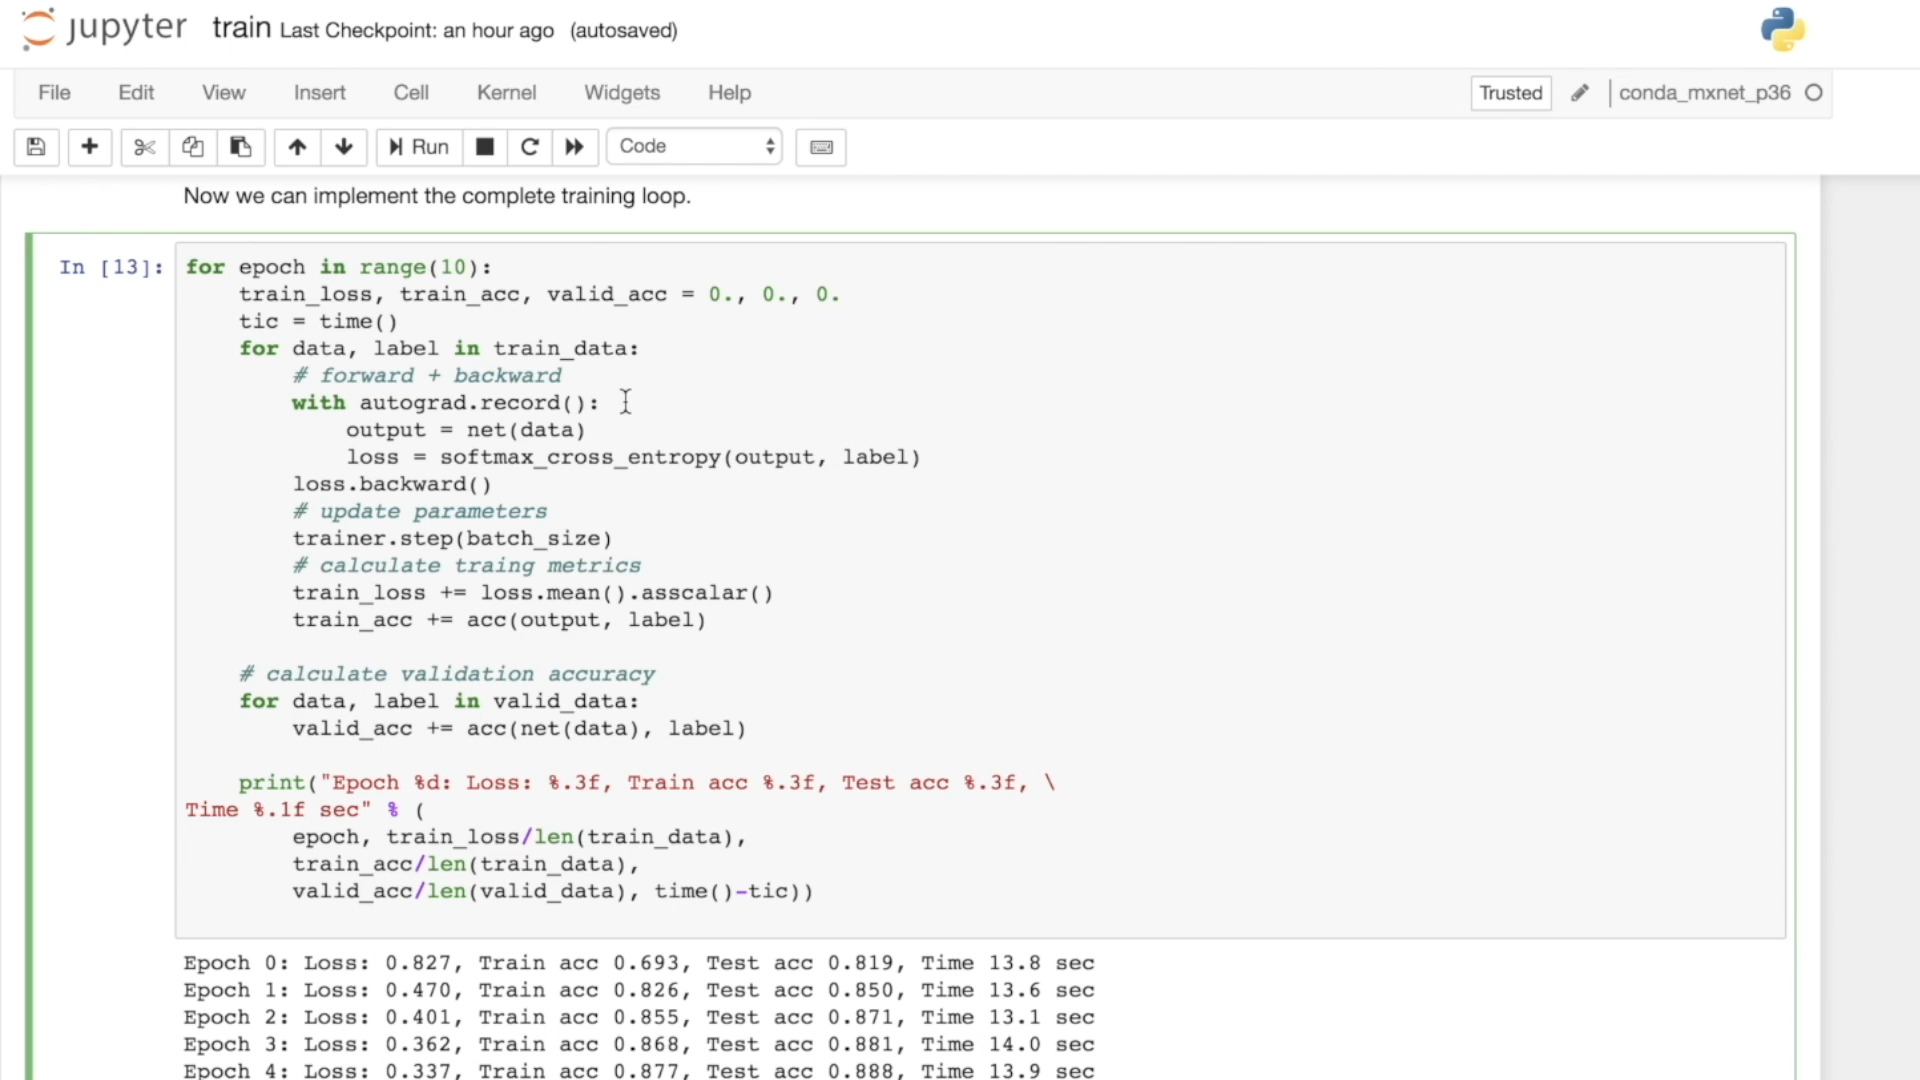 jupyter train Last Checkpoint: an hour ago (autosaved)
File Edit View Insert Cell Kernel Widgets Help Trusted conda_mxnet_p36
Run Code
Now we can implement the complete training loop.
In [13]: for epoch in range(10):
    train_loss, train_acc, valid_acc = 0., 0., 0.
    tic = time()
    for data, label in train_data:
        # forward + backward
        with autograd.record():
            output = net(data)
            loss = softmax_cross_entropy(output, label)
        loss.backward()
        # update parameters
        trainer.step(batch_size)
        # calculate traing metrics
        train_loss += loss.mean().asscalar()
        train_acc += acc(output, label)
    # calculate validation accuracy
    for data, label in valid_data:
        valid_acc += acc(net(data), label)
    print("Epoch %d: Loss: %.3f, Train acc %.3f, Test acc %.3f, \
Time %.1f sec" % (
        epoch, train_loss/len(train_data),
        train_acc/len(train_data),
        valid_acc/len(valid_data), time()-tic))
Epoch 0: Loss: 0.827, Train acc 0.693, Test acc 0.819, Time 13.8 sec
Epoch 1: Loss: 0.470, Train acc 0.826, Test acc 0.850, Time 13.6 sec
Epoch 2: Loss: 0.401, Train acc 0.855, Test acc 0.871, Time 13.1 sec
Epoch 3: Loss: 0.362, Train acc 0.868, Test acc 0.881, Time 14.0 sec
Epoch 4: Loss: 0.337, Train acc 0.877, Test acc 0.888, Time 13.9 sec